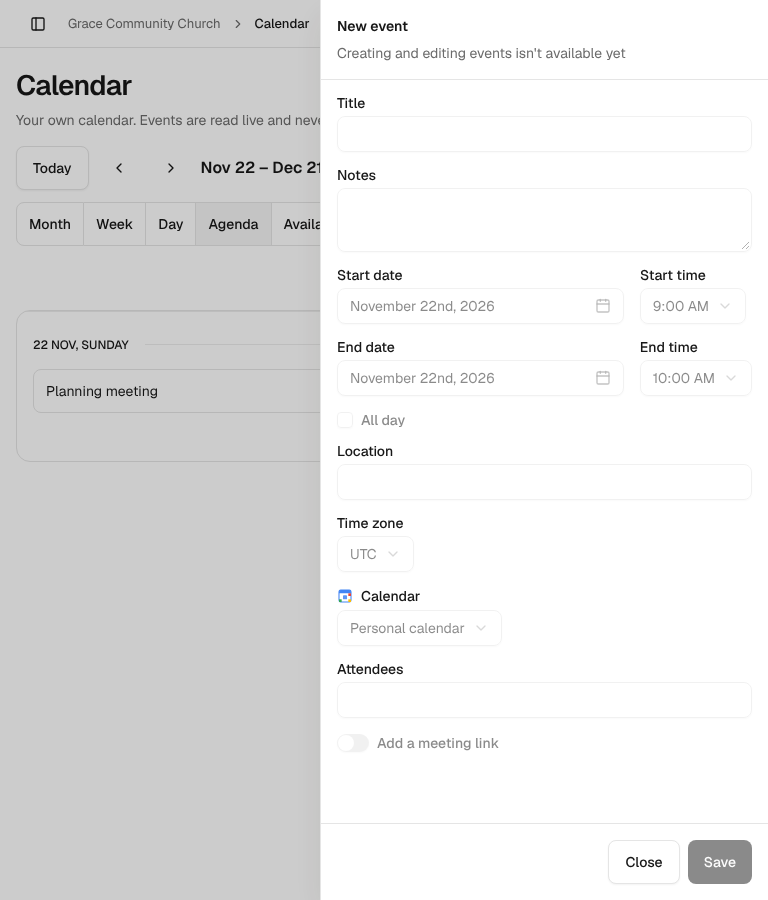 Grace Community Church
Calendar
Calendar
Your own calendar. Events are read live and
Today
Nov 22 – Dec 21
Month
Week
Day
Agenda
22 NOV, SUNDAY
Planning meeting
New event
Creating and editing events isn't available yet
Title
Notes
Start date
Start time
November 22nd, 2026
9:00 AM
End date
End time
November 22nd, 2026
10:00 AM
All day
Location
Time zone
UTC
Calendar
Personal calendar
Attendees
Add a meeting link
Close
Save